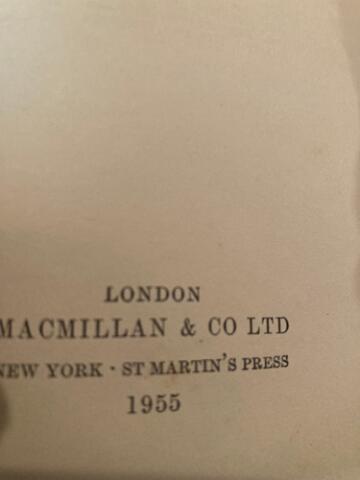 LONDON
MACMILLAN & CO LTD
NEW YORK · ST MARTIN'S PRESS
1955